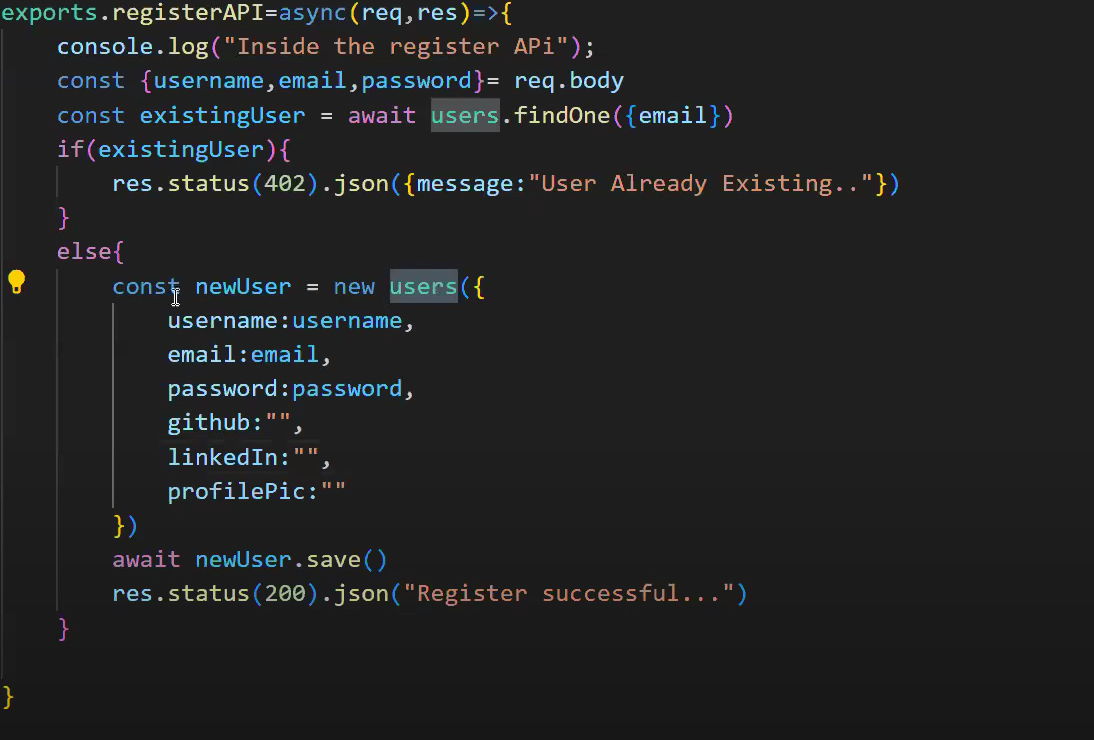 exports.registerAPI=async(req,res)=>{
console.log("Inside the register APi");
const {username,email,password}= req.body
const existingUser = await users.findOne({email})
if(existingUser){
res.status(402).json({message:"User Already Existing.."})
}
else{
const newUser = new users({
username:username,
email:email,
password:password,
github:"",
linkedIn:"",
profilePic:""
})
await newUser.save()
res.status(200).json("Register successful...")
}
}